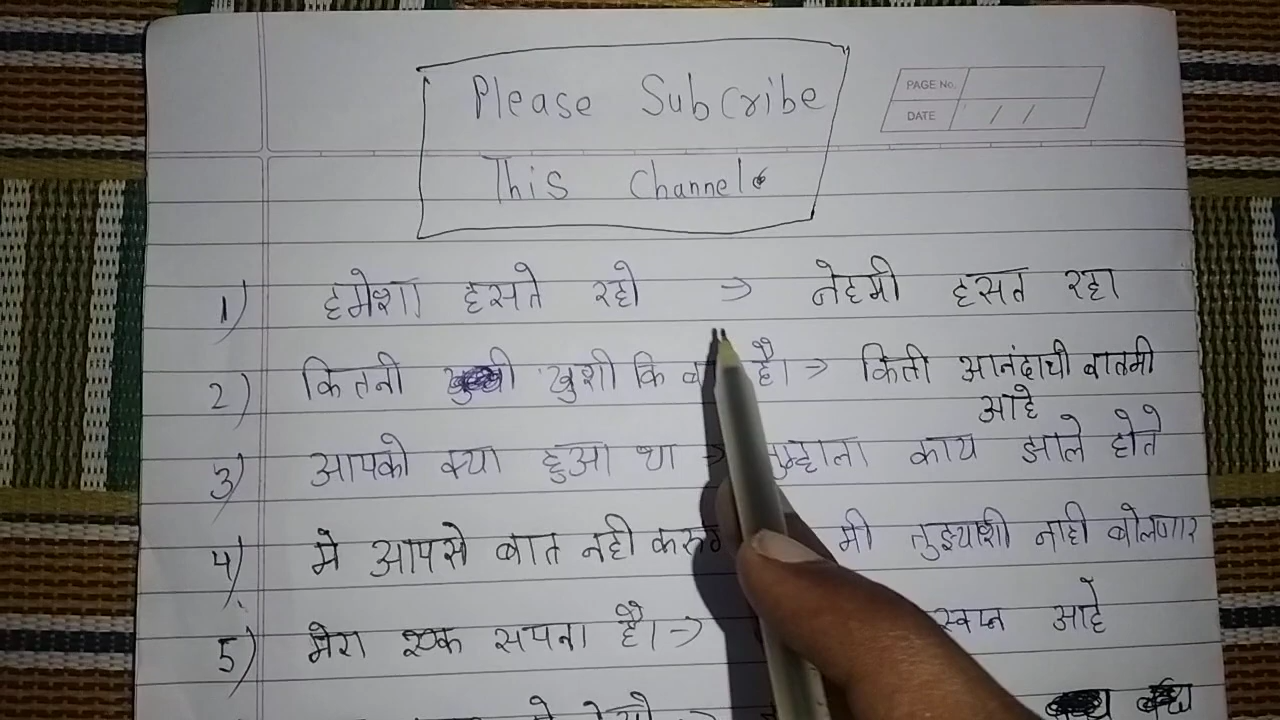 Please Subcribe
This Channel
PAGE No.
DATE / /
1) हमेशा हसते रहो => नेहमी हसत रहा
2) कितनी खुशी कि है। => किती आनंदाची बातमी
आहे
3) आपको क्या हुआ था => तुम्हाला काय झाले होते
4) मे आपसे बात नही मी तुझ्याशी नाही बोलणार
5) मेरा एक सपना है। => स्वप्न आहे